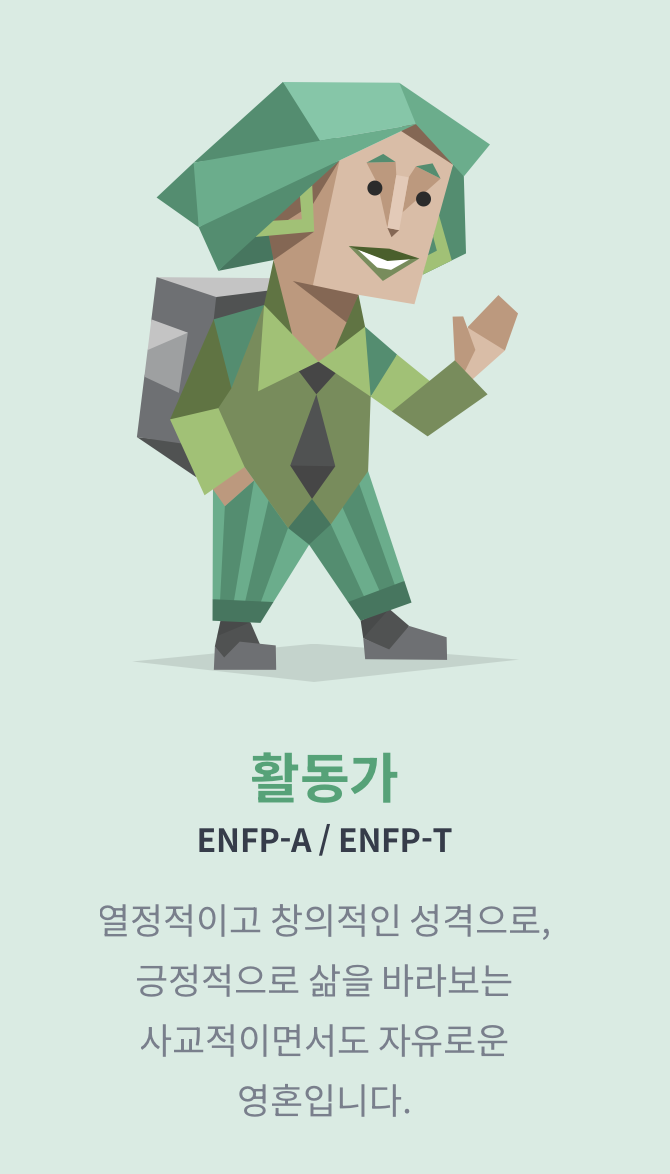 활동가
ENFP-A / ENFP-T
열정적이고 창의적인 성격으로,
긍정적으로 삶을 바라보는
사교적이면서도 자유로운
영혼입니다.